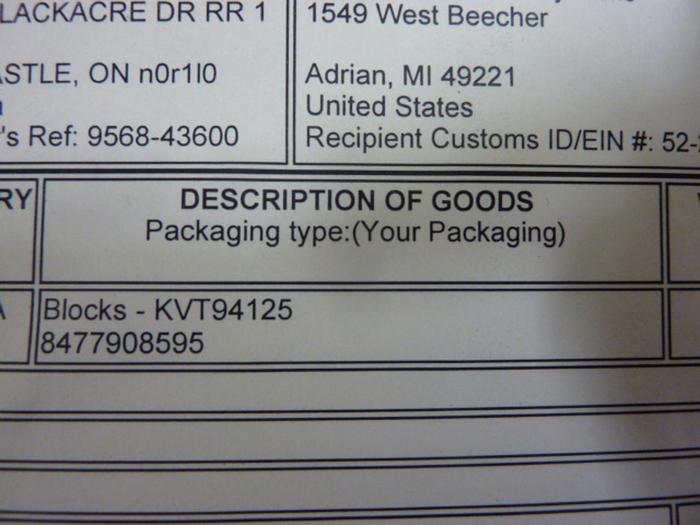 LACKACRE DR RR 1
ASTLE, ON n0r1l0
's Ref: 9568-43600
1549 West Beecher
Adrian, MI 49221
United States
Recipient Customs ID/EIN #: 52-
RY
DESCRIPTION OF GOODS
Packaging type:(Your Packaging)
A
Blocks - KVT94125
8477908595